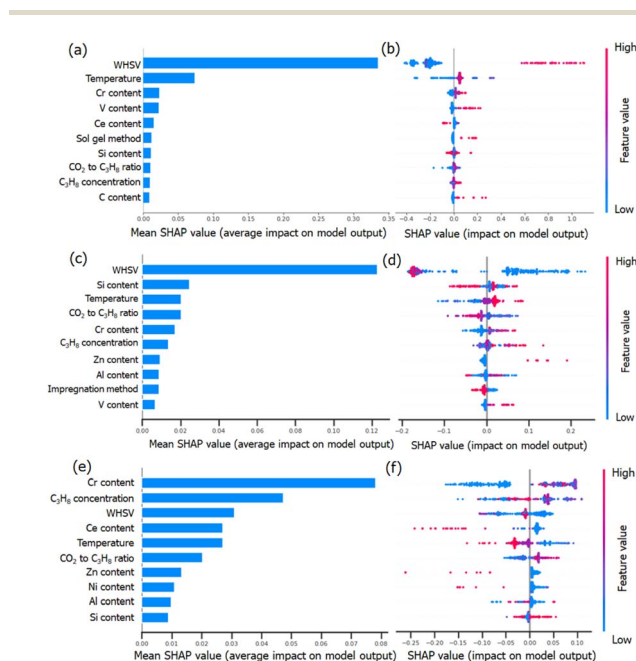 (a)
WHSV
Temperature
Cr content
V content
Ce content
Sol gel method
Si content
CO₂ to C₃H₈ ratio
C₃H₈ concentration
C content
0.00 0.05 0.10 0.15 0.20 0.25 0.30 0.35
Mean SHAP value (average impact on model output)
(b)
−0.4 −0.2 0.0 0.2 0.4 0.6 0.8 1.0
SHAP value (impact on model output)
High
Feature value
Low
(c)
WHSV
Si content
Temperature
CO₂ to C₃H₈ ratio
Cr content
C₃H₈ concentration
Zn content
Al content
Impregnation method
V content
0.00 0.02 0.04 0.06 0.08 0.10 0.12
Mean SHAP value (average impact on model output)
(d)
−0.2 −0.1 0.0 0.1 0.2
SHAP value (impact on model output)
High
Feature value
Low
(e)
Cr content
C₃H₈ concentration
WHSV
Ce content
Temperature
CO₂ to C₃H₈ ratio
Zn content
Ni content
Al content
Si content
0.00 0.01 0.02 0.03 0.04 0.05 0.06 0.07 0.08
Mean SHAP value (average impact on model output)
(f)
−0.25 −0.20 −0.15 −0.10 −0.05 0.00 0.05 0.10
SHAP value (impact on model output)
High
Feature value
Low